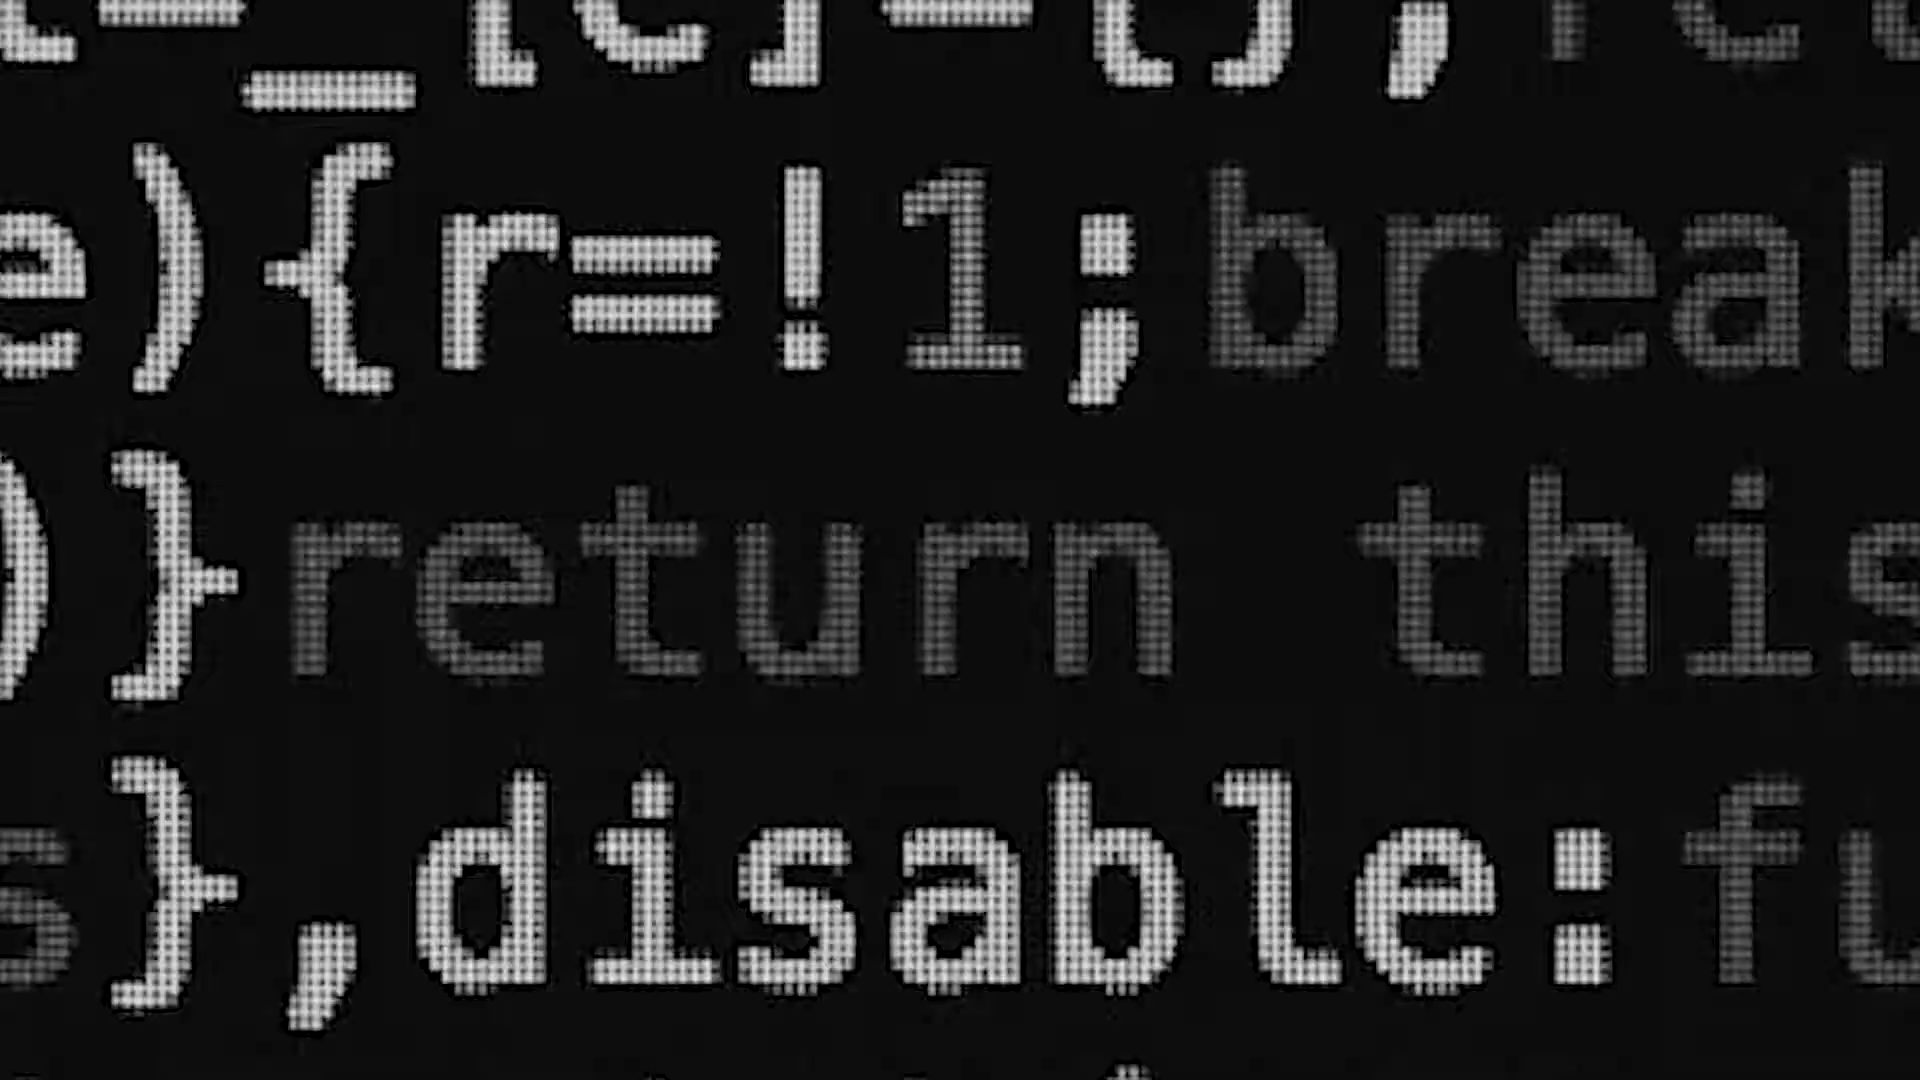 _[c]={};
e){r=!1;break
)}return this
s},disable:fu